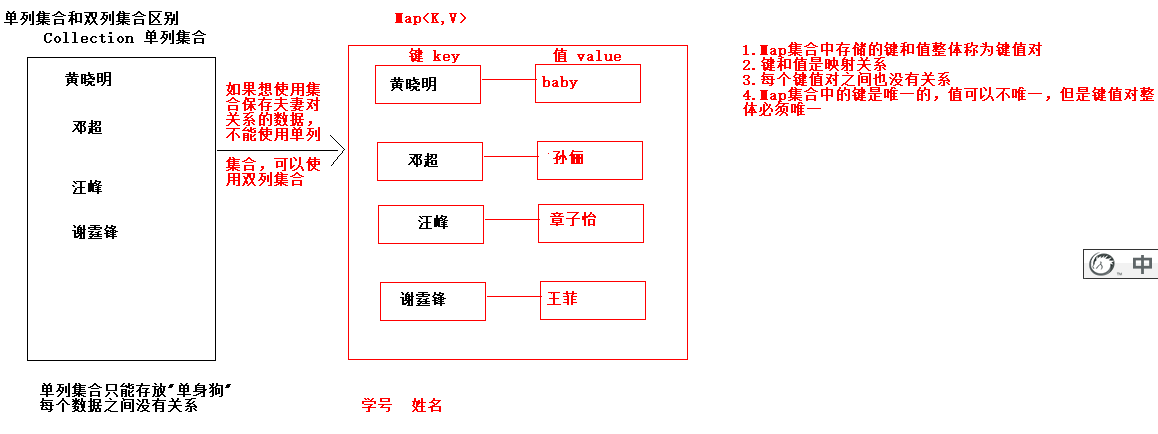 单列集合和双列集合区别
Collection 单列集合
黄晓明
邓超
汪峰
谢霆锋
单列集合只能存放"单身狗"
每个数据之间没有关系
如果想使用集
合保存夫妻对
关系的数据，
不能使用单列
集合，可以使
用双列集合
Map<K,V>
键 key 值 value
黄晓明 baby
邓超 孙俪
汪峰 章子怡
谢霆锋 王菲
学号 姓名
1.Map集合中存储的键和值整体称为键值对
2.键和值是映射关系
3.每个键值对之间也没有关系
4.Map集合中的键是唯一的，值可以不唯一，但是键值对整
体必须唯一
中